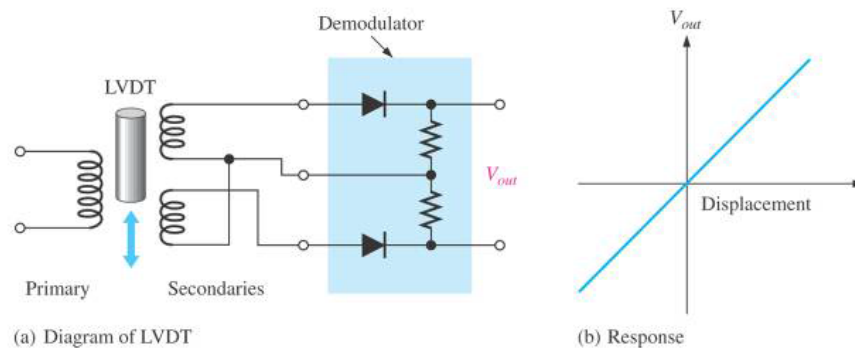 Demodulator
LVDT
V_out
Primary
Secondaries
(a) Diagram of LVDT
V_out
Displacement
(b) Response